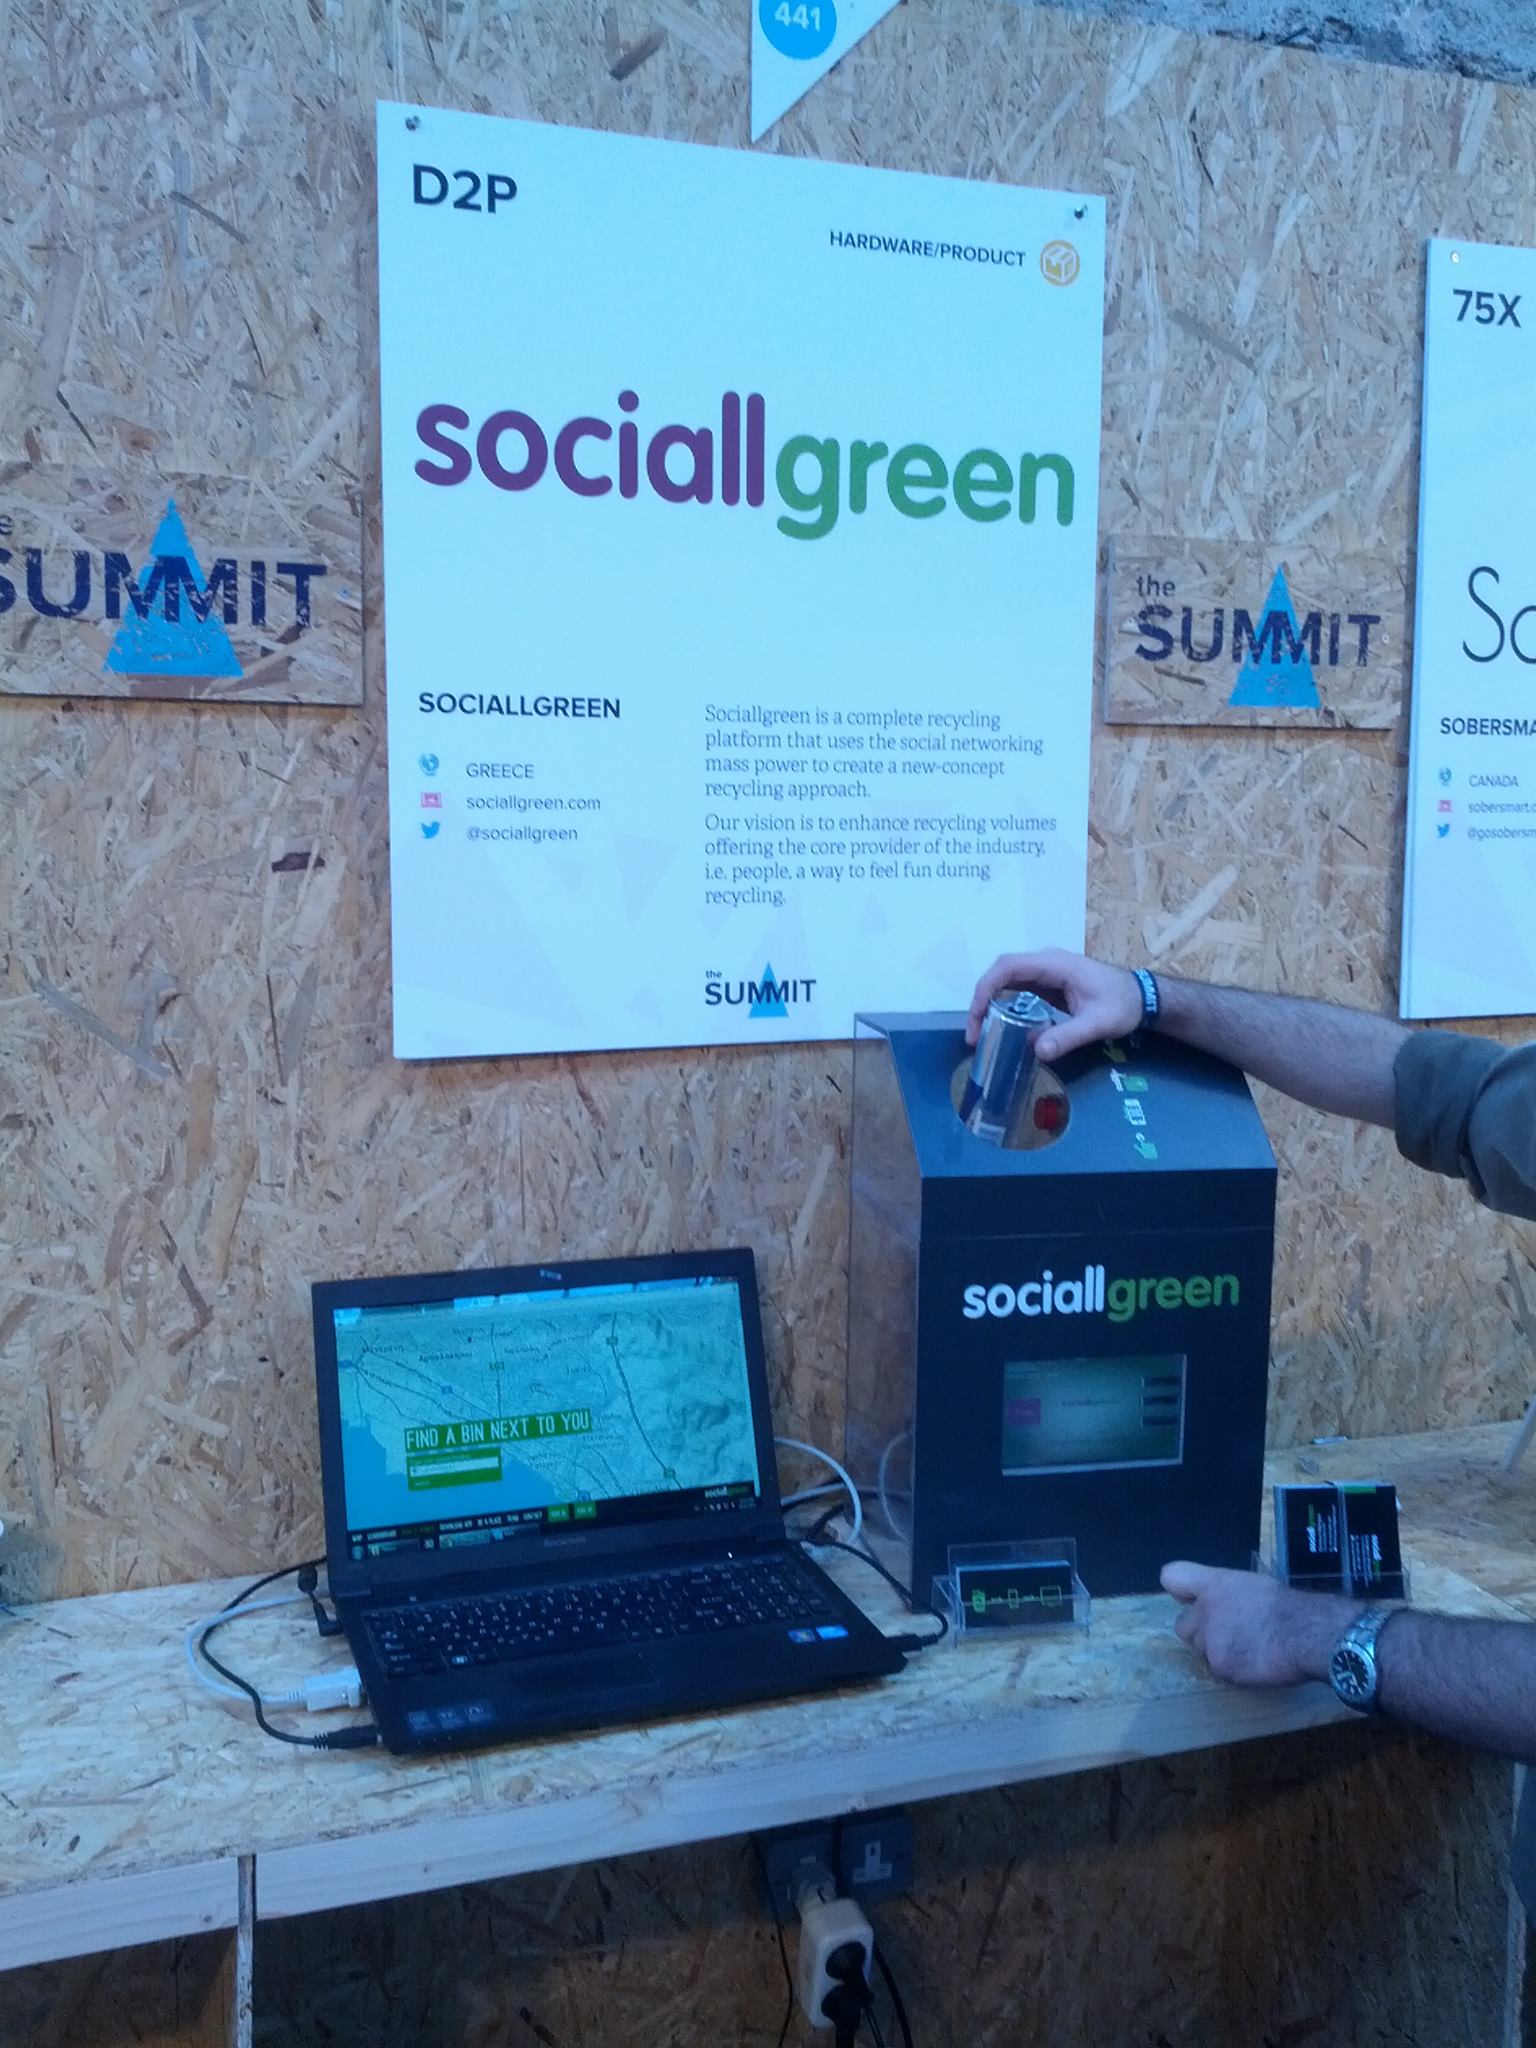 441
D2P
HARDWARE/PRODUCT
sociallgreen
SOCIALLGREEN
GREECE
sociallgreen.com
@sociallgreen
Sociallgreen is a complete recycling
platform that uses the social networking
mass power to create a new-concept
recycling approach.
Our vision is to enhance recycling volumes
offering the core provider of the industry,
i.e. people, a way to feel fun during
recycling.
the
SUMMIT
SUMMIT
the
SUMMIT
75X
So
SOBERSMA
CANADA
sobersmart.c
@gosobersm
SUMMIT
sociallgreen
FIND A BIN NEXT TO YOU
sociallgreen